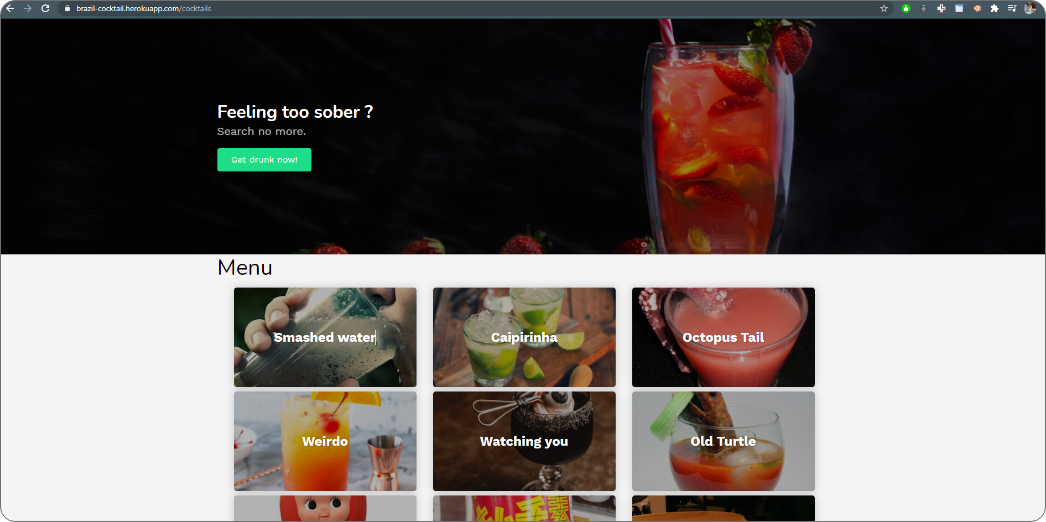 brazil-cocktail.herokuapp.com/cocktails
Feeling too sober ?
Search no more.
Get drunk now!
Menu
Smashed water
Caipirinha
Octopus Tail
Weirdo
Watching you
Old Turtle